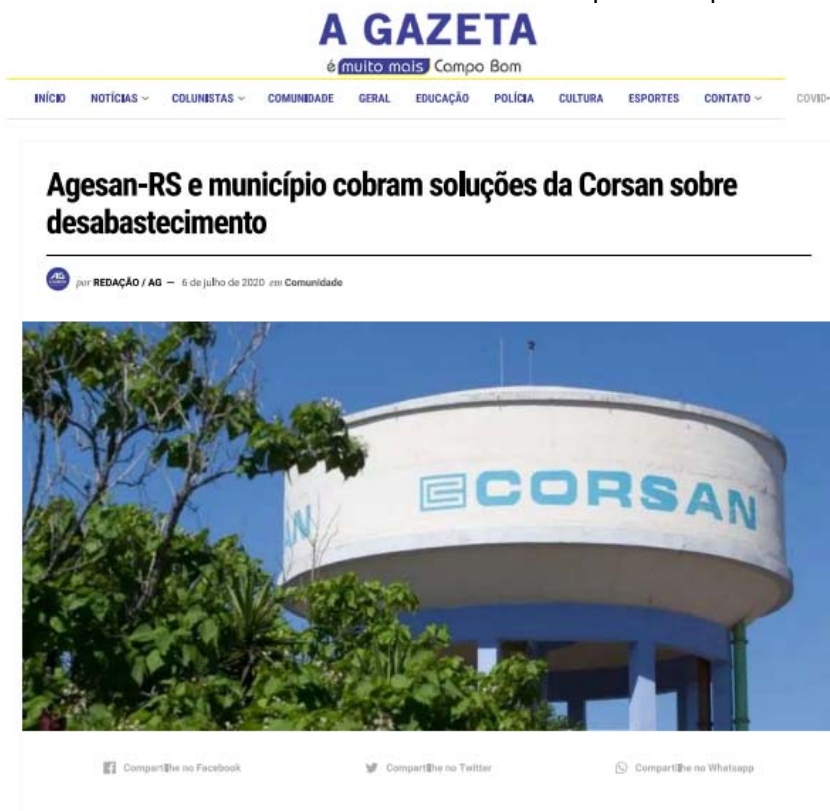 A GAZETA
é muito mais Campo Bom
INÍCIO NOTÍCIAS COLUNISTAS COMUNIDADE GERAL EDUCAÇÃO POLÍCIA CULTURA ESPORTES CONTATO COVID-
Agesan-RS e município cobram soluções da Corsan sobre
desabastecimento
AG por REDAÇÃO / AG — 6 de julho de 2020 em Comunidade
AN CORSAN
Compartilhe no Facebook Compartilhe no Twitter Compartilhe no Whatsapp